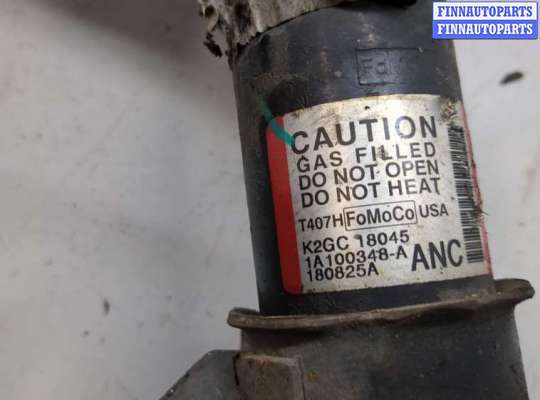 FINNAUTOPARTS
FINNAUTOPARTS
FINNAUTOPARTS
CAUTION
GAS FILLED
DO NOT OPEN
DO NOT HEAT
T407H FoMoCo USA
K2GC 18045
1A100348-A ANC
180825A